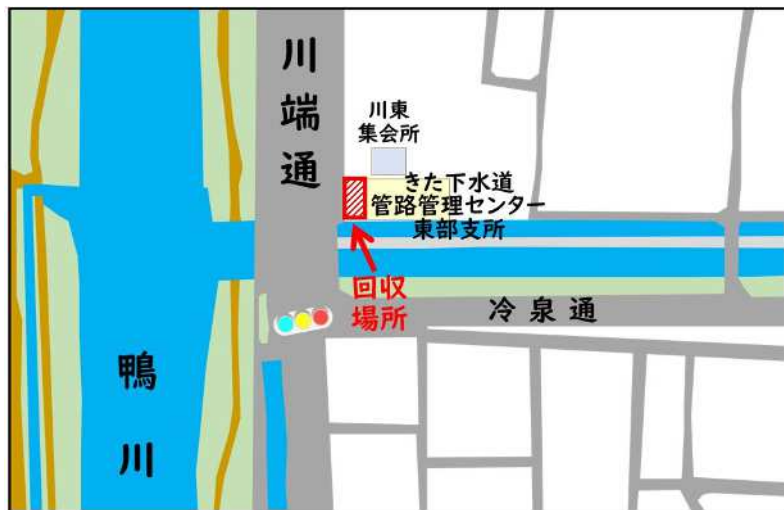 川端通
川東
集会所
きた下水道
管路管理センター
東部支所
回収
場所
冷泉通
鴨川